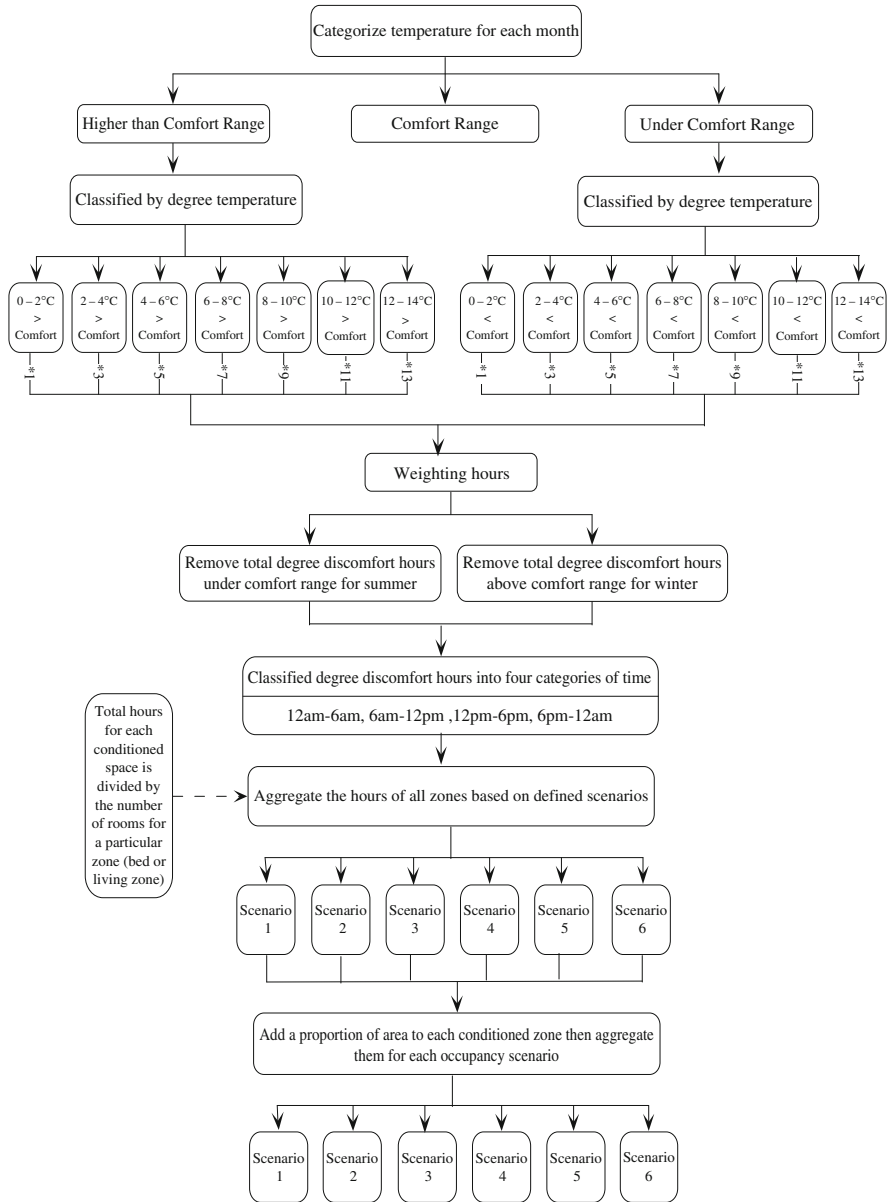 Categorize temperature for each month
Higher than Comfort Range
Comfort Range
Under Comfort Range
Classified by degree temperature
Classified by degree temperature
0 – 2°C
>
Comfort
2 – 4°C
>
Comfort
4 – 6°C
>
Comfort
6 – 8°C
>
Comfort
8 – 10°C
>
Comfort
10 – 12°C
>
Comfort
12 – 14°C
>
Comfort
0 – 2°C
<
Comfort
2 – 4°C
<
Comfort
4 – 6°C
<
Comfort
6 – 8°C
<
Comfort
8 – 10°C
<
Comfort
10 – 12°C
<
Comfort
12 – 14°C
<
Comfort
*1
*3
*5
*7
*9
*11
*13
*1
*3
*5
*7
*9
*11
*13
Weighting hours
Remove total degree discomfort hours
under comfort range for summer
Remove total degree discomfort hours
above comfort range for winter
Classified degree discomfort hours into four categories of time
12am-6am, 6am-12pm ,12pm-6pm, 6pm-12am
Total hours
for each
conditioned
space is
divided by
the number
of rooms for
a particular
zone (bed or
living zone)
Aggregate the hours of all zones based on defined scenarios
Scenario
1
Scenario
2
Scenario
3
Scenario
4
Scenario
5
Scenario
6
Add a proportion of area to each conditioned zone then aggregate
them for each occupancy scenario
Scenario
1
Scenario
2
Scenario
3
Scenario
4
Scenario
5
Scenario
6